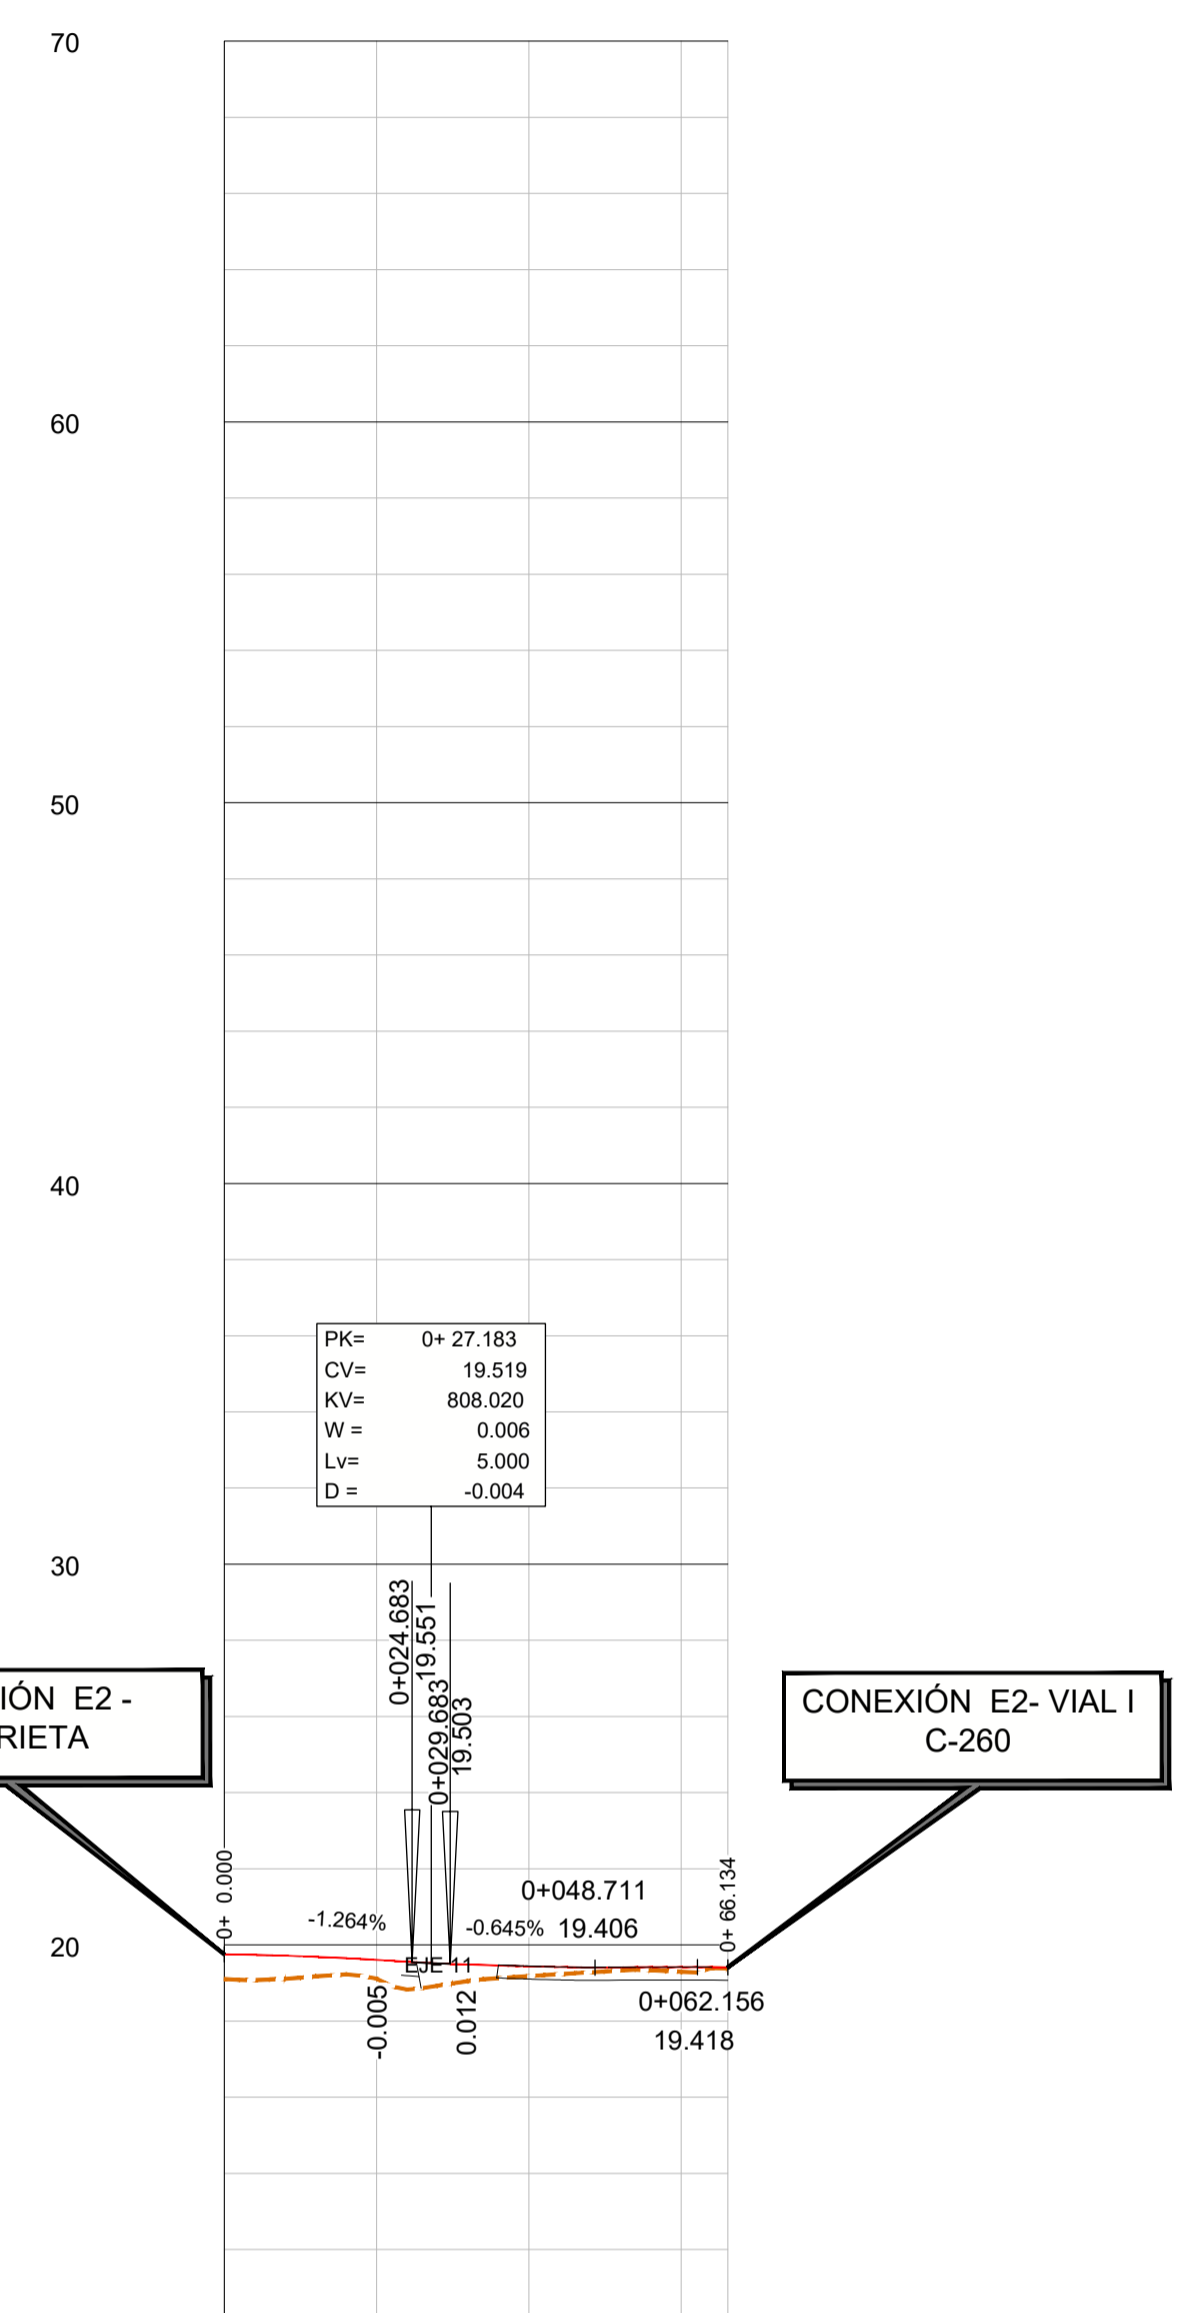 70
60
50
40
30
20
PK= 0+ 27.183
CV= 19.519
KV= 808.020
W = 0.006
Lv= 5.000
D = -0.004
0+024.683
19.551
0+029.683
19.503
IÓN E2 -
RIETA
CONEXIÓN E2- VIAL I
C-260
0+ 0.000
-1.264%
-0.645%
0+048.711
19.406
0+ 66.134
EJE 11
-0.005
0.012
0+062.156
19.418